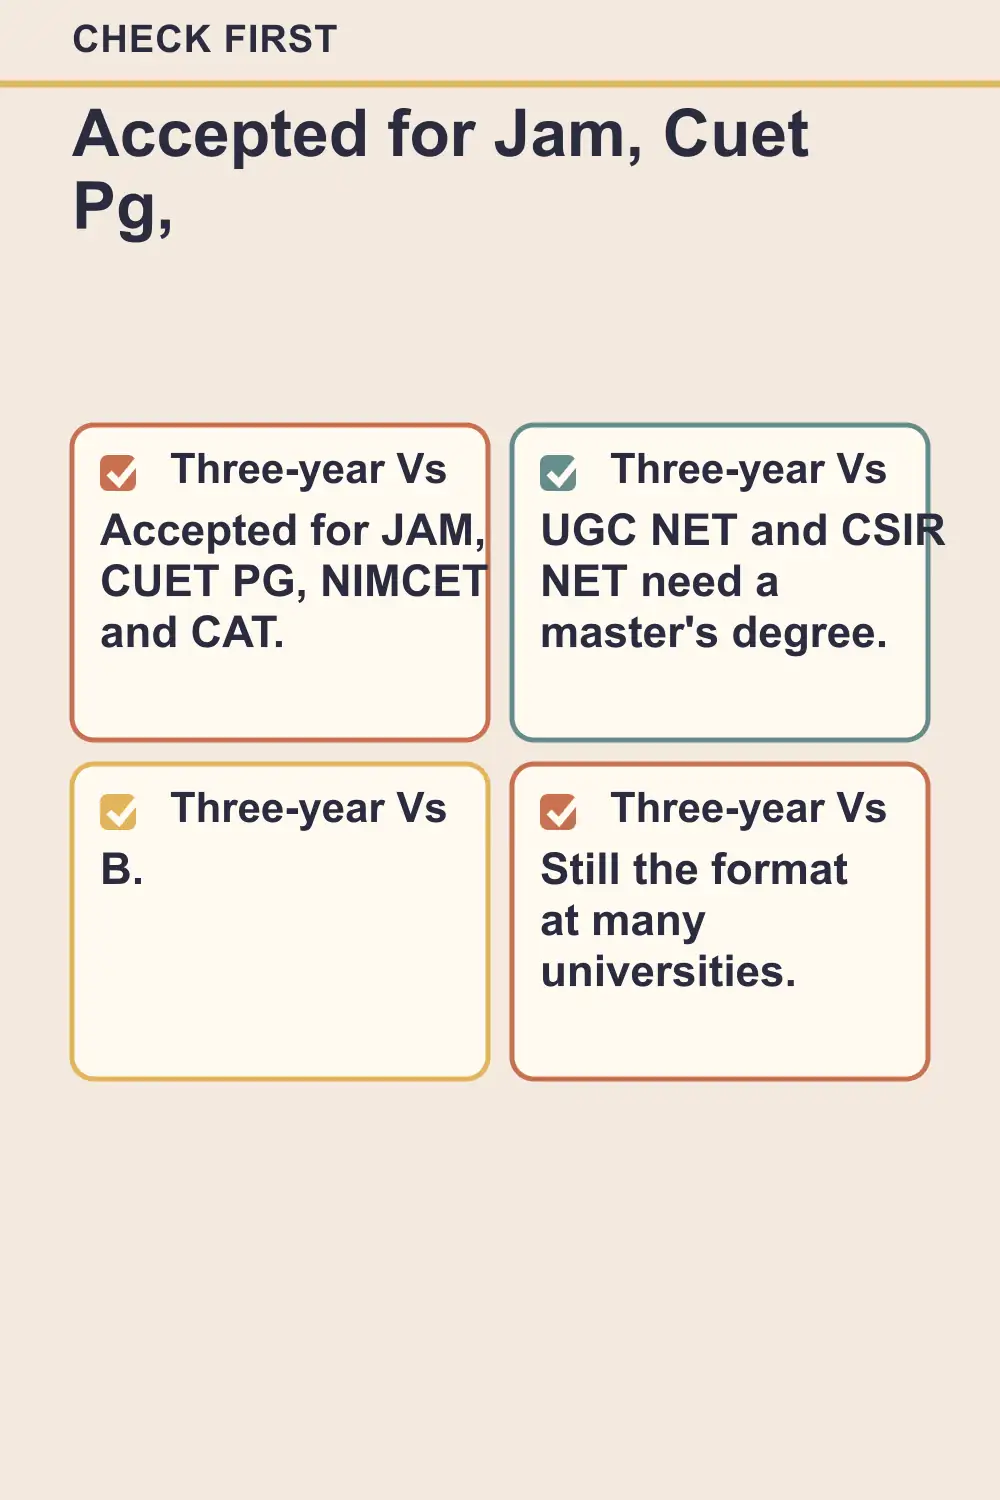 CHECK FIRST
Accepted for Jam, Cuet
Pg,
Three-year Vs
Accepted for JAM,
CUET PG, NIMCET
and CAT.
Three-year Vs
UGC NET and CSIR
NET need a
master's degree.
Three-year Vs
B.
Three-year Vs
Still the format
at many
universities.